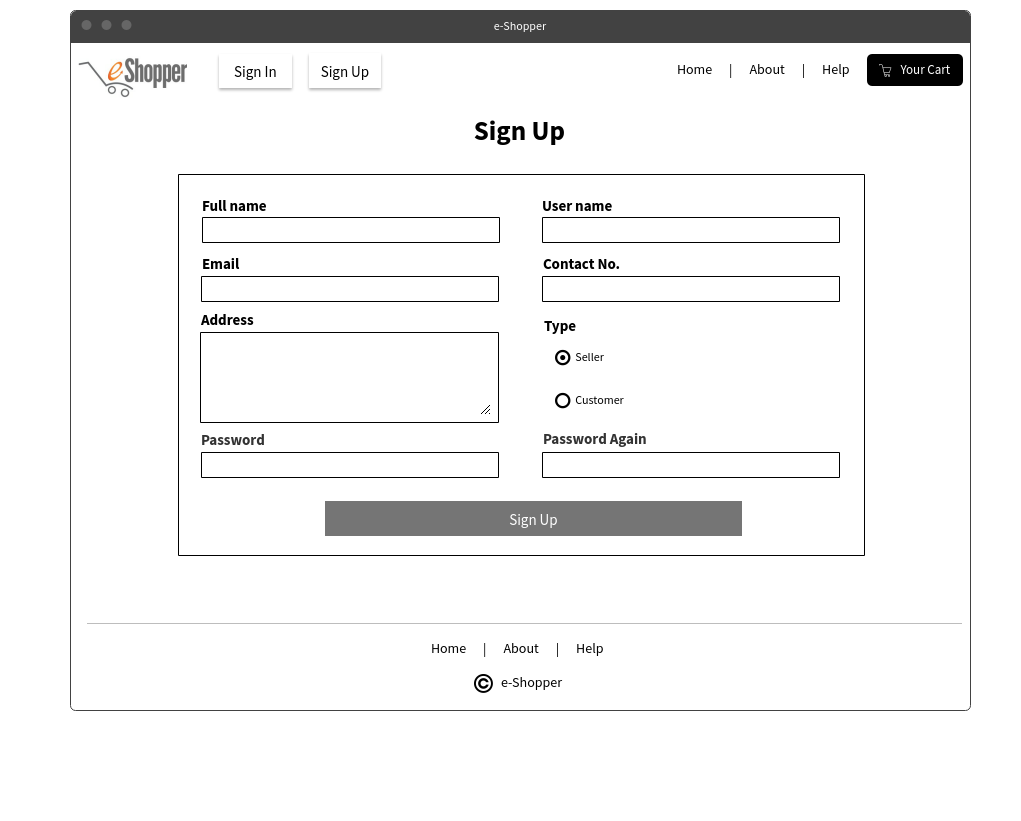 e-Shopper
eShopper
Sign In
Sign Up
Home | About | Help
Your Cart
Sign Up
Full name
User name
Email
Contact No.
Address
Type
Seller
Customer
Password
Password Again
Sign Up
Home | About | Help
© e-Shopper